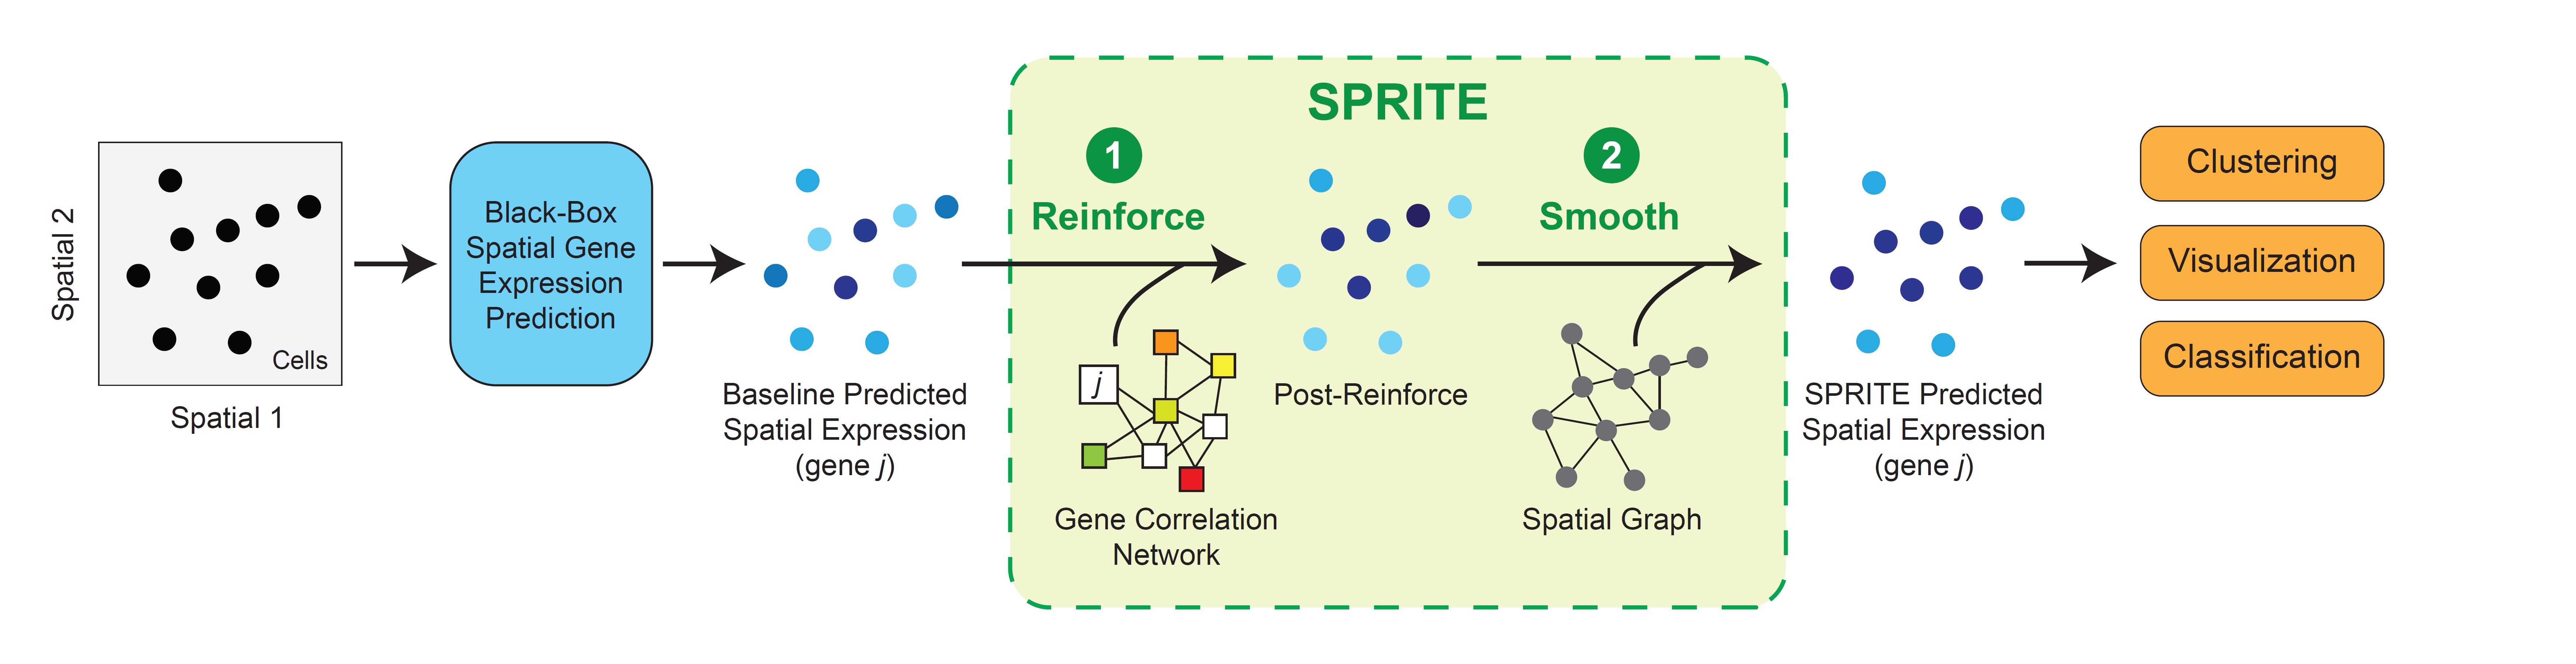 Spatial 2
Cells
Spatial 1
Black-Box
Spatial Gene
Expression
Prediction
Baseline Predicted
Spatial Expression
(gene j)
SPRITE
1
Reinforce
j
Gene Correlation
Network
Post-Reinforce
2
Smooth
Spatial Graph
SPRITE Predicted
Spatial Expression
(gene j)
Clustering
Visualization
Classification